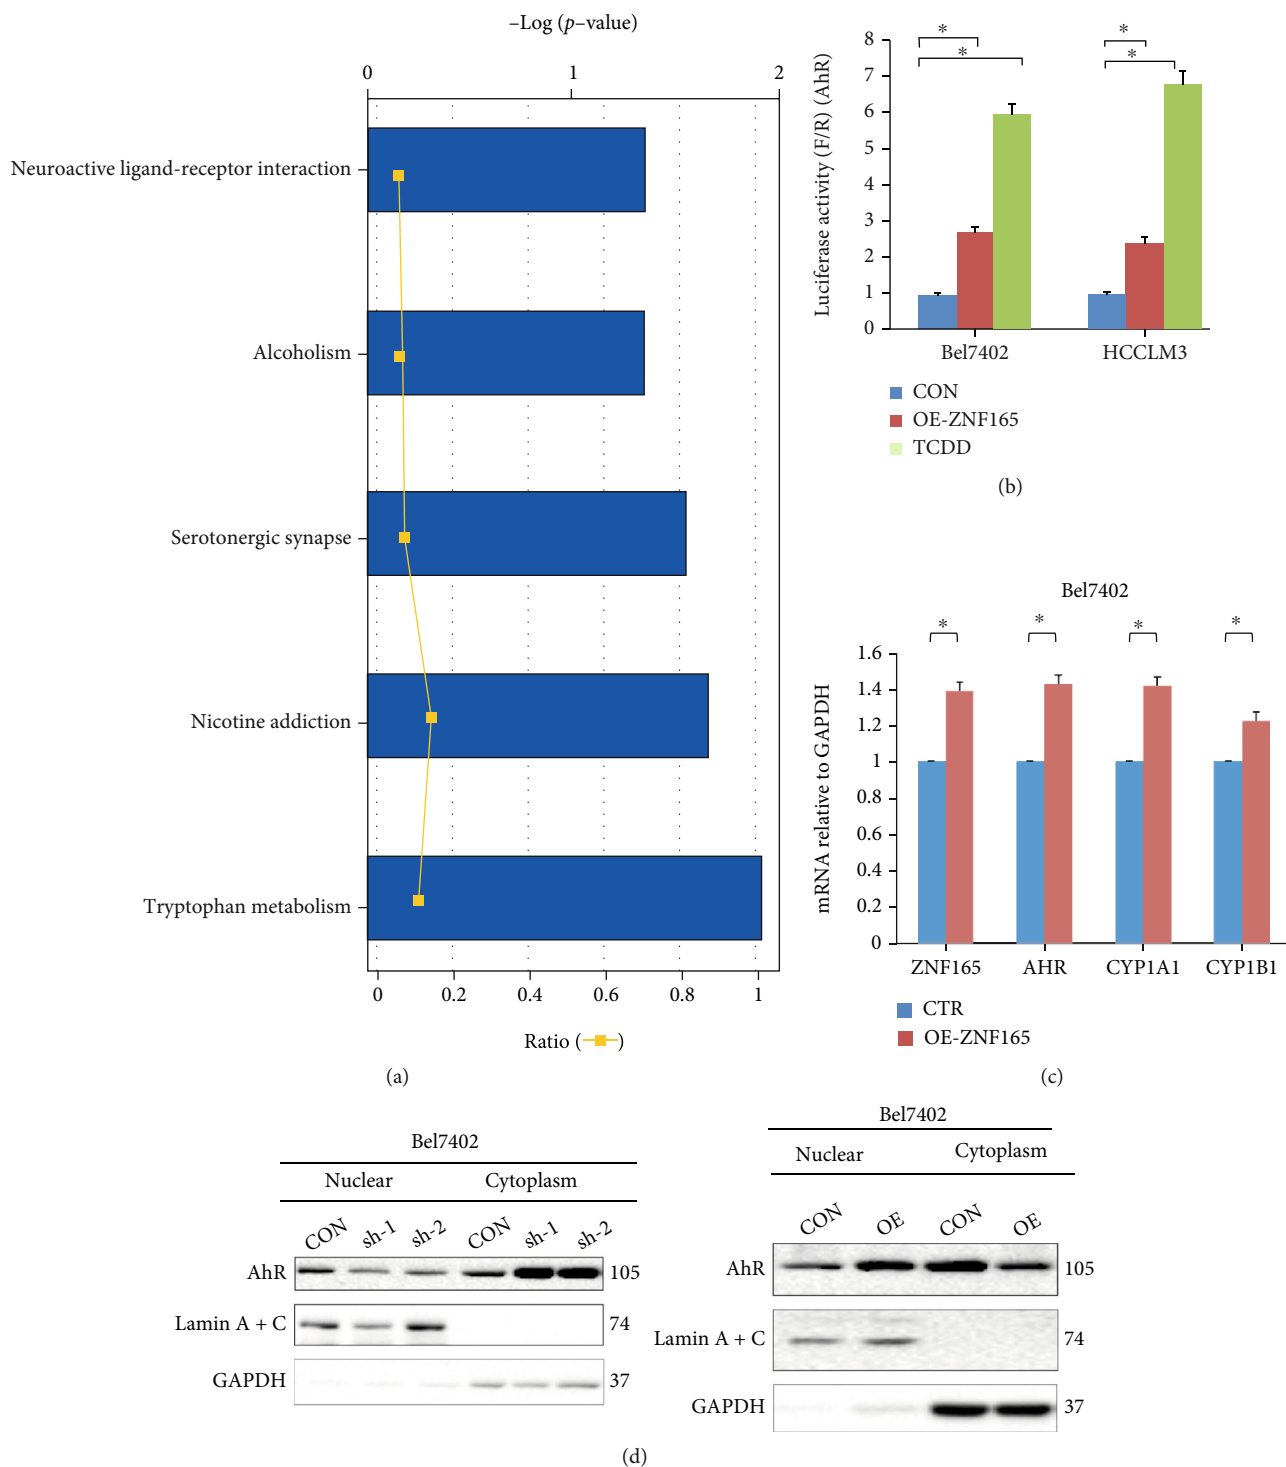 –Log (p–value)
0 1 2
Neuroactive ligand-receptor interaction
Alcoholism
Serotonergic synapse
Nicotine addiction
Tryptophan metabolism
0 0.2 0.4 0.6 0.8 1
Ratio ( )
(a)
Luciferase activity (F/R) (AhR)
8
7
6
5
4
3
2
1
0
* *
* *
Bel7402 HCCLM3
CON
OE-ZNF165
TCDD
(b)
Bel7402
mRNA relative to GAPDH
1.6
1.4
1.2
1
0.8
0.6
0.4
0.2
0
* * * *
ZNF165 AHR CYP1A1 CYP1B1
CTR
OE-ZNF165
(c)
Bel7402
Nuclear Cytoplasm
CON sh-1 sh-2 CON sh-1 sh-2
AhR 105
Lamin A + C 74
GAPDH 37
Bel7402
Nuclear Cytoplasm
CON OE CON OE
AhR 105
Lamin A + C 74
GAPDH 37
(d)